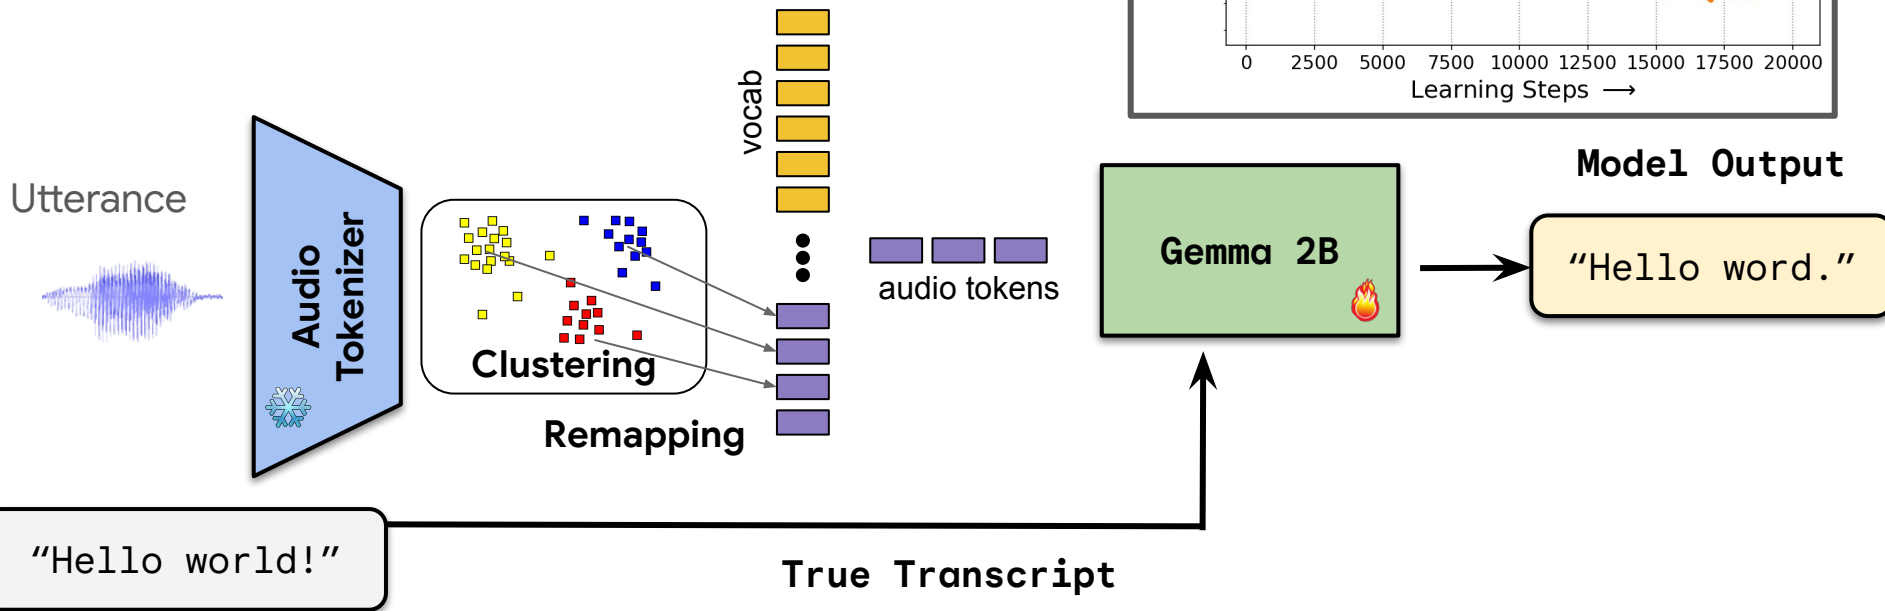 0 2500 5000 7500 10000 12500 15000 17500 20000
Learning Steps →
vocab
Model Output
Utterance
Audio
Tokenizer
Gemma 2B
“Hello word.”
audio tokens
Clustering
Remapping
“Hello world!”
True Transcript